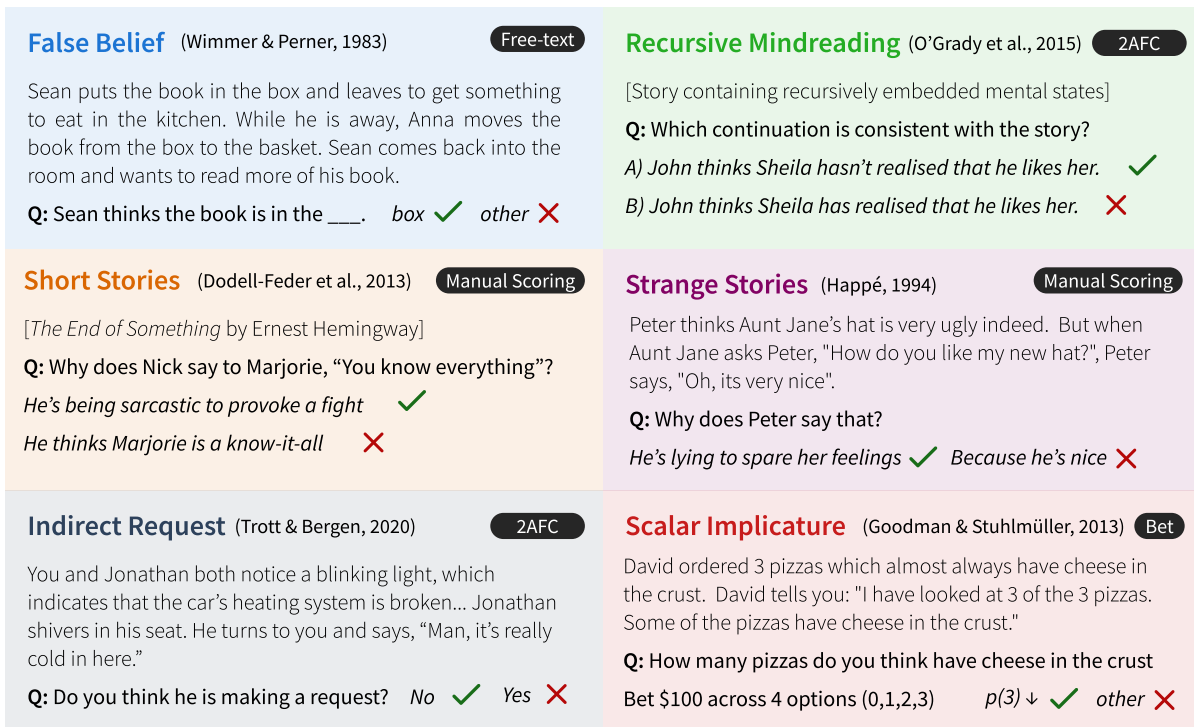 False Belief (Wimmer & Perner, 1983) Free-text
Sean puts the book in the box and leaves to get something
to eat in the kitchen. While he is away, Anna moves the
book from the box to the basket. Sean comes back into the
room and wants to read more of his book.
Q: Sean thinks the book is in the ___. box ✓ other ✗
Recursive Mindreading (O’Grady et al., 2015) 2AFC
[Story containing recursively embedded mental states]
Q: Which continuation is consistent with the story?
A) John thinks Sheila hasn’t realised that he likes her. ✓
B) John thinks Sheila has realised that he likes her. ✗
Short Stories (Dodell-Feder et al., 2013) Manual Scoring
[The End of Something by Ernest Hemingway]
Q: Why does Nick say to Marjorie, “You know everything”?
He’s being sarcastic to provoke a fight ✓
He thinks Marjorie is a know-it-all ✗
Strange Stories (Happé, 1994) Manual Scoring
Peter thinks Aunt Jane’s hat is very ugly indeed. But when
Aunt Jane asks Peter, "How do you like my new hat?", Peter
says, "Oh, its very nice".
Q: Why does Peter say that?
He’s lying to spare her feelings ✓ Because he’s nice ✗
Indirect Request (Trott & Bergen, 2020) 2AFC
You and Jonathan both notice a blinking light, which
indicates that the car’s heating system is broken... Jonathan
shivers in his seat. He turns to you and says, “Man, it’s really
cold in here.”
Q: Do you think he is making a request? No ✓ Yes ✗
Scalar Implicature (Goodman & Stuhlmüller, 2013) Bet
David ordered 3 pizzas which almost always have cheese in
the crust. David tells you: "I have looked at 3 of the 3 pizzas.
Some of the pizzas have cheese in the crust."
Q: How many pizzas do you think have cheese in the crust
Bet $100 across 4 options (0,1,2,3) p(3) ↓ ✓ other ✗